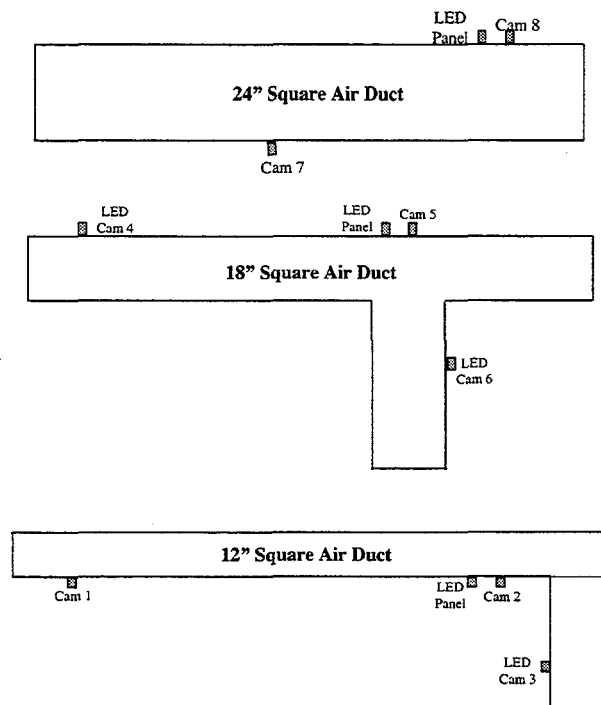 LED
Panel
Cam 8
24” Square Air Duct
Cam 7
LED
Cam 4
LED
Panel
Cam 5
18” Square Air Duct
LED
Cam 6
12” Square Air Duct
Cam 1
LED
Panel
Cam 2
LED
Cam 3